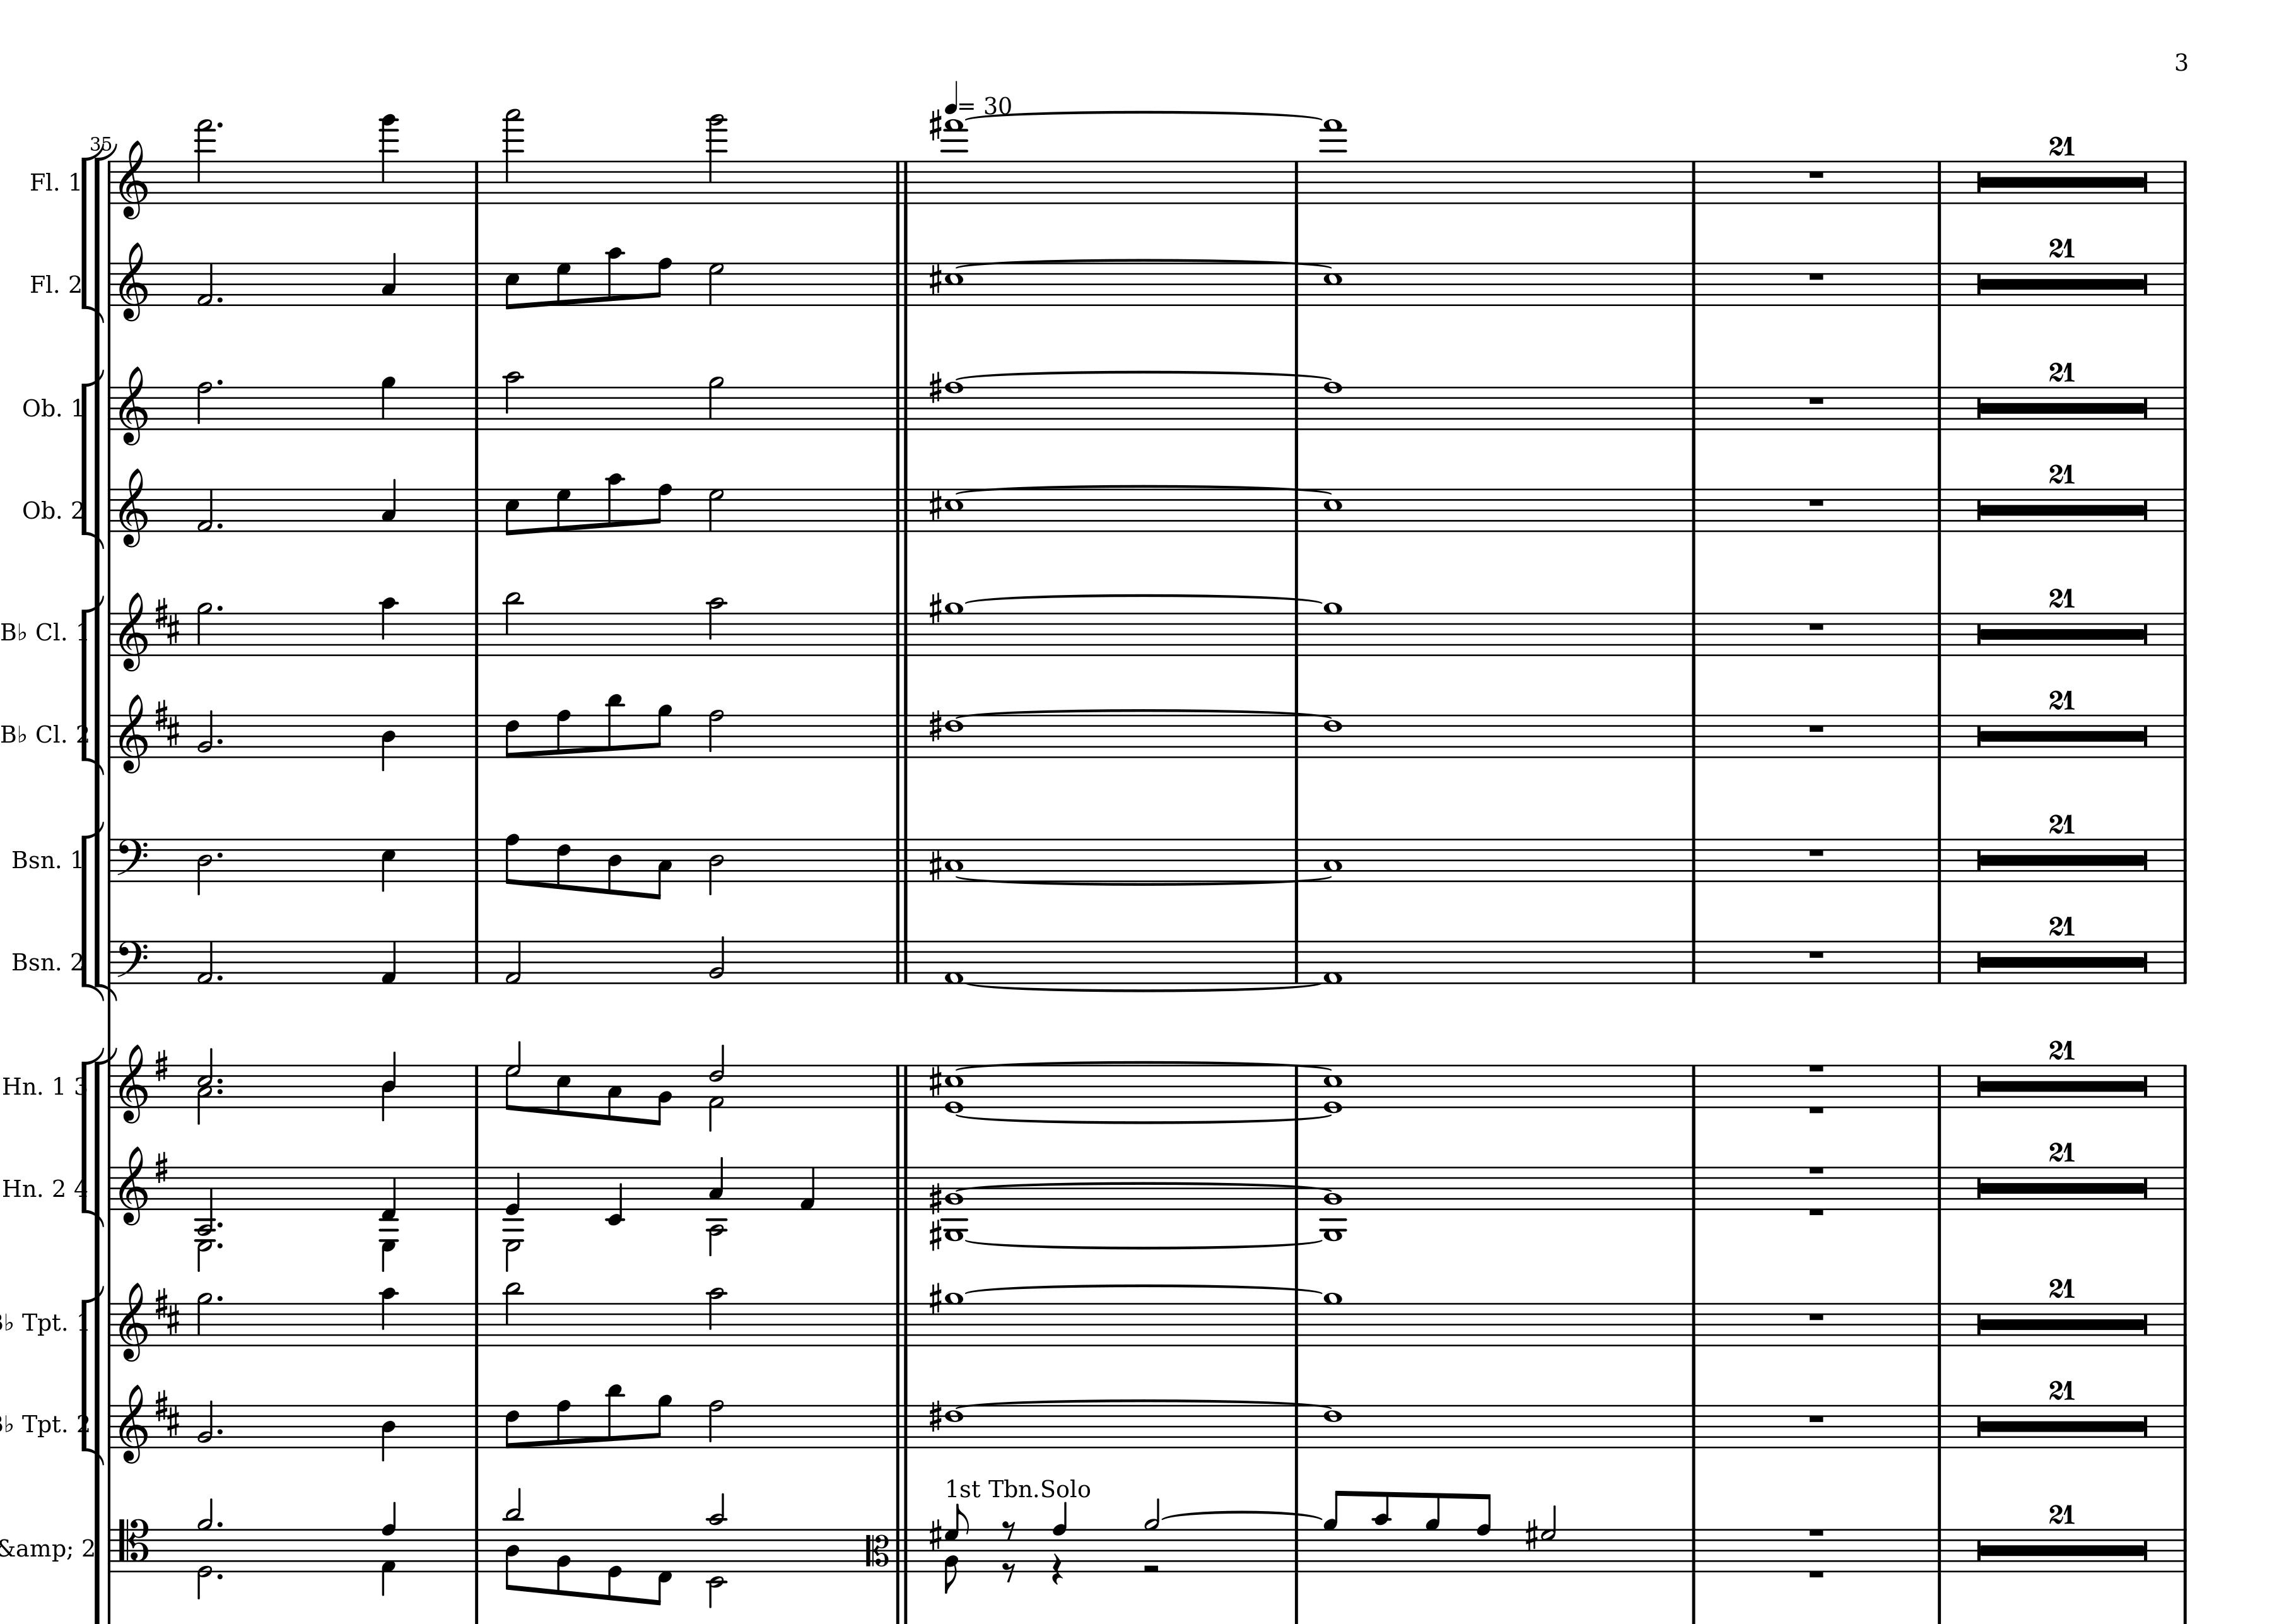 3
= 30
35
21
Fl. 1
21
Fl. 2
21
Ob. 1
21
Ob. 2
21
B♭ Cl. 1
21
B♭ Cl. 2
21
Bsn. 1
21
Bsn. 2
21
Hn. 1 3
21
Hn. 2 4
21
♭ Tpt. 1
21
♭ Tpt. 2
1st Tbn.Solo
21
&amp; 2